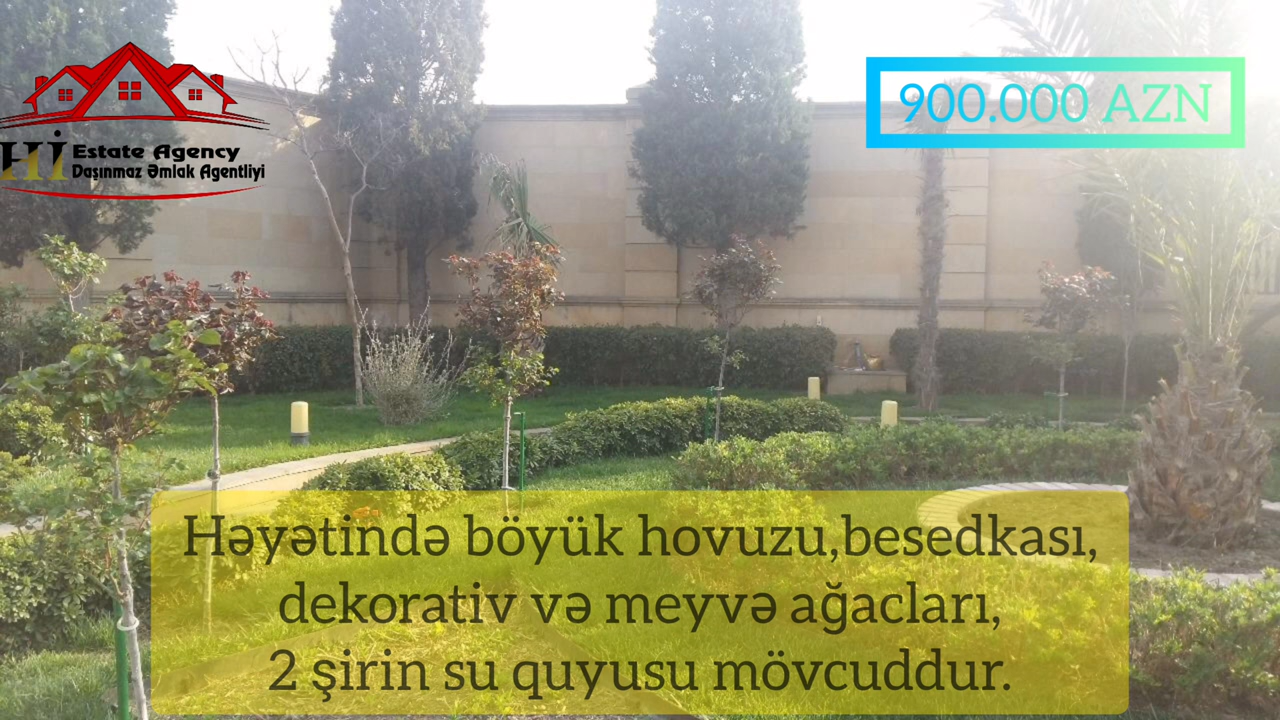 Hi Estate Agency
Daşınmaz Əmlak Agentliyi
900.000 AZN
Həyətində böyük hovuzu,besedkası,
dekorativ və meyvə ağacları,
2 şirin su quyusu mövcuddur.